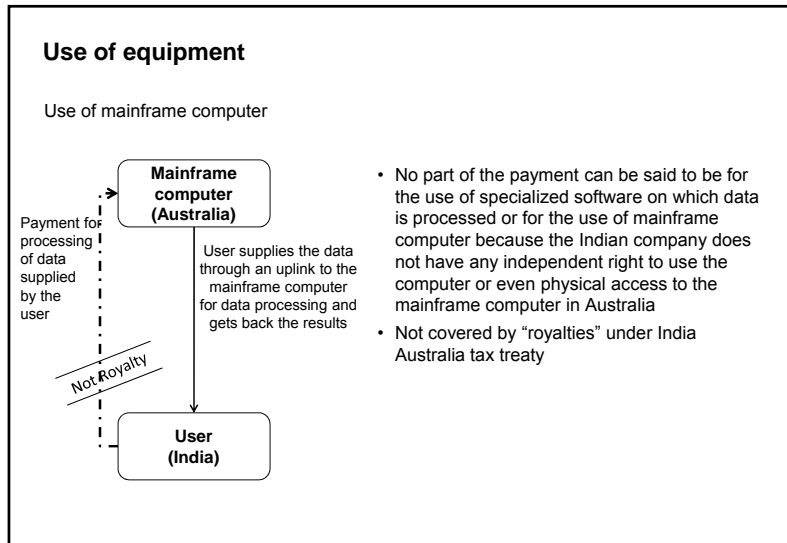 Use of equipment
Use of mainframe computer
Mainframe
computer
(Australia)
Payment for
processing
of data
supplied
by the
user
User supplies the data
through an uplink to the
mainframe computer
for data processing and
gets back the results
Not Royalty
User
(India)
• No part of the payment can be said to be for
the use of specialized software on which data
is processed or for the use of mainframe
computer because the Indian company does
not have any independent right to use the
computer or even physical access to the
mainframe computer in Australia
• Not covered by “royalties” under India
Australia tax treaty